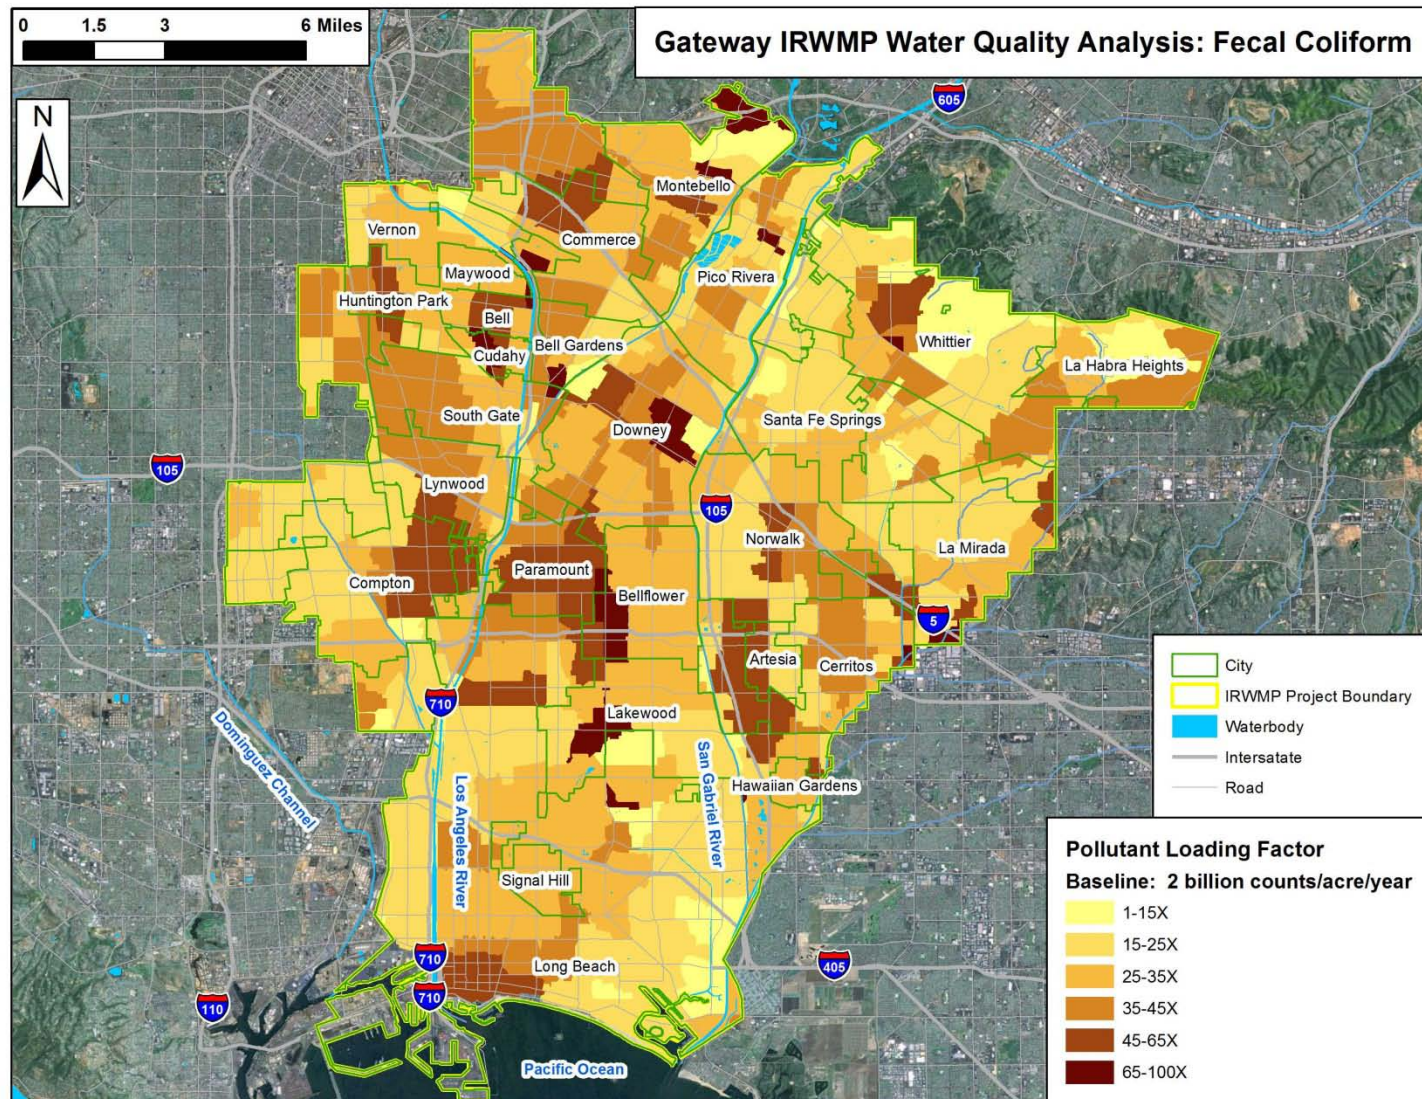 0 1.5 3 6 Miles
Gateway IRWMP Water Quality Analysis: Fecal Coliform
N
605
Montebello
Vernon
Commerce
Maywood
Pico Rivera
Huntington Park
Bell
Whittier
Cudahy
Bell Gardens
La Habra Heights
South Gate
Downey
Santa Fe Springs
105
Lynwood
105
Norwalk
La Mirada
Compton
Paramount
Bellflower
5
Artesia
Cerritos
710
Lakewood
Dominguez Channel
Los Angeles River
San Gabriel River
Hawaiian Gardens
Signal Hill
710
Long Beach
405
710
110
Pacific Ocean
City
IRWMP Project Boundary
Waterbody
Intersatate
Road
Pollutant Loading Factor
Baseline: 2 billion counts/acre/year
1-15X
15-25X
25-35X
35-45X
45-65X
65-100X